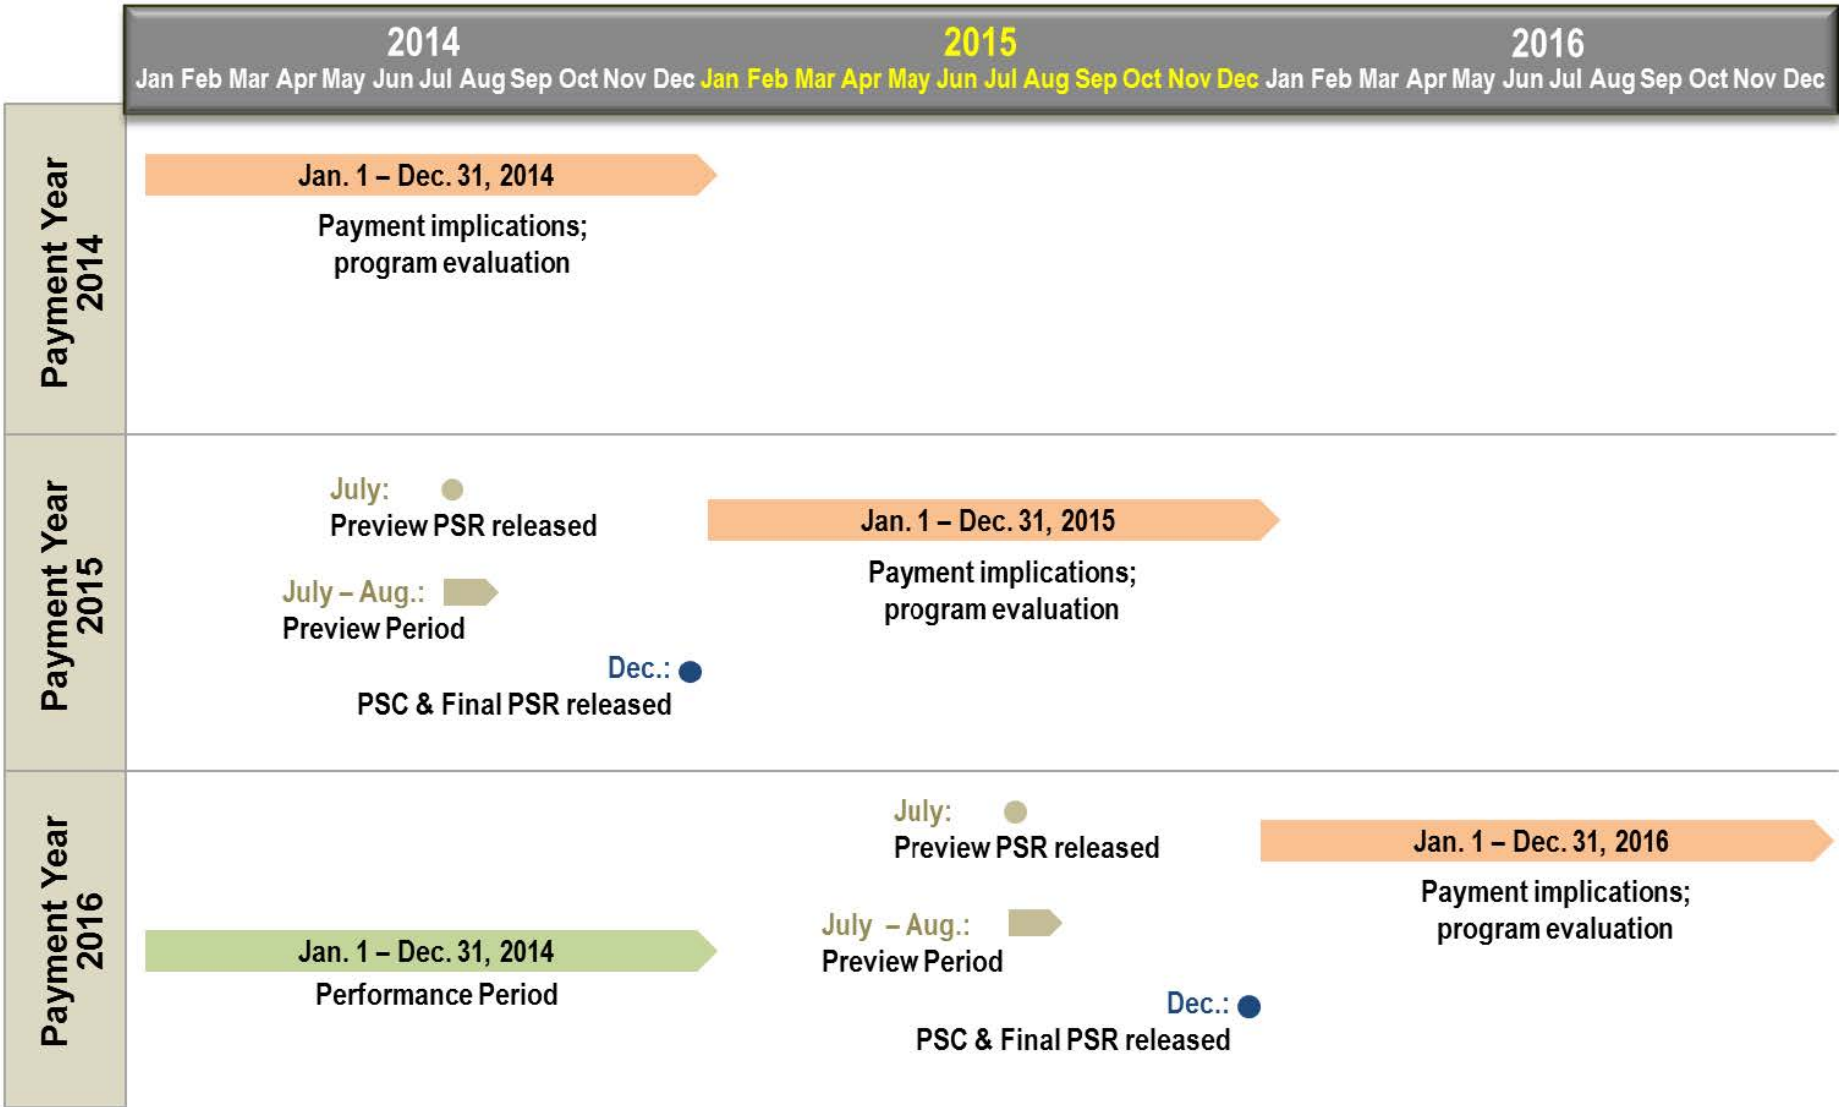 2014
2015
2016
Jan Feb Mar Apr May Jun Jul Aug Sep Oct Nov Dec Jan Feb Mar Apr May Jun Jul Aug Sep Oct Nov Dec Jan Feb Mar Apr May Jun Jul Aug Sep Oct Nov Dec
Payment Year
2014
Jan. 1 – Dec. 31, 2014
Payment implications;
program evaluation
Payment Year
2015
July:
Preview PSR released
July – Aug.:
Preview Period
Dec.:
PSC & Final PSR released
Jan. 1 – Dec. 31, 2015
Payment implications;
program evaluation
Payment Year
2016
Jan. 1 – Dec. 31, 2014
Performance Period
July:
Preview PSR released
July – Aug.:
Preview Period
Dec.:
PSC & Final PSR released
Jan. 1 – Dec. 31, 2016
Payment implications;
program evaluation